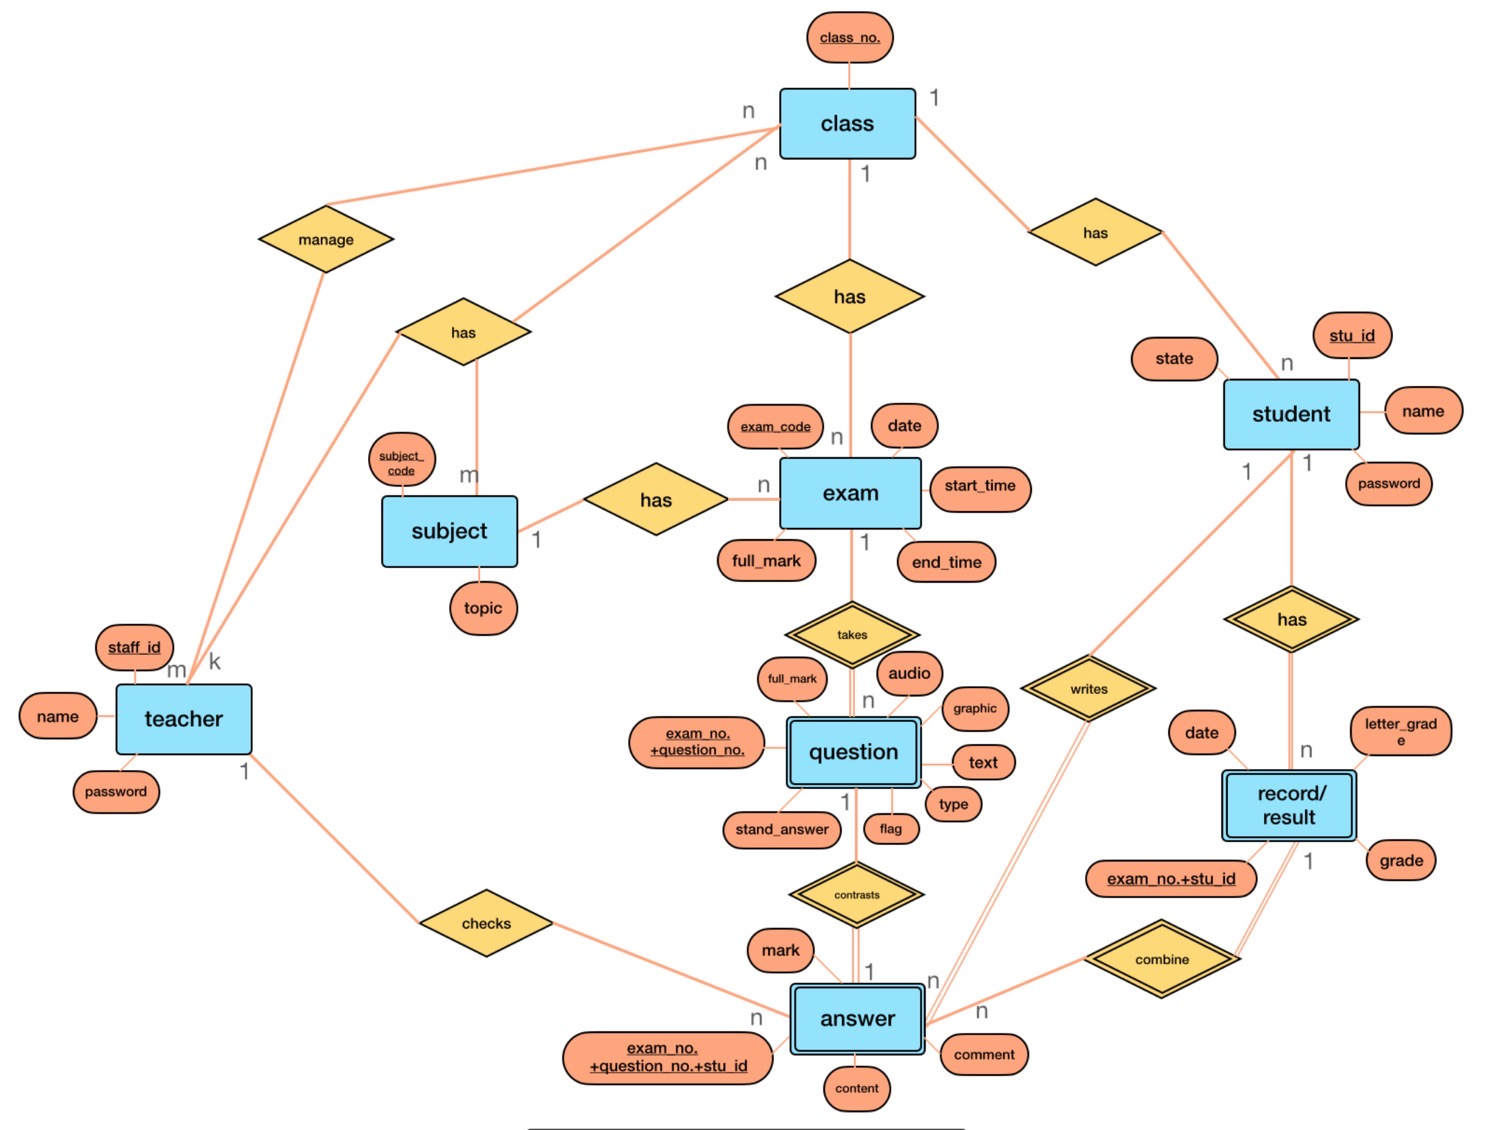 class_no.
class
1
n
n
1
manage
has
has
has
stu_id
state
n
student
name
exam_code
date
n
subject_
code
m
1
1
password
has
n
exam
start_time
subject
1
1
full_mark
end_time
topic
has
takes
staff_id
m
k
full_mark
audio
writes
n
graphic
name
teacher
exam_no.
+question_no.
question
date
letter_grad
e
n
text
1
password
type
1
stand_answer
flag
record/
result
1
grade
exam_no.+stu_id
contrasts
checks
mark
combine
1
n
n
n
answer
exam_no.
+question_no.+stu_id
comment
content